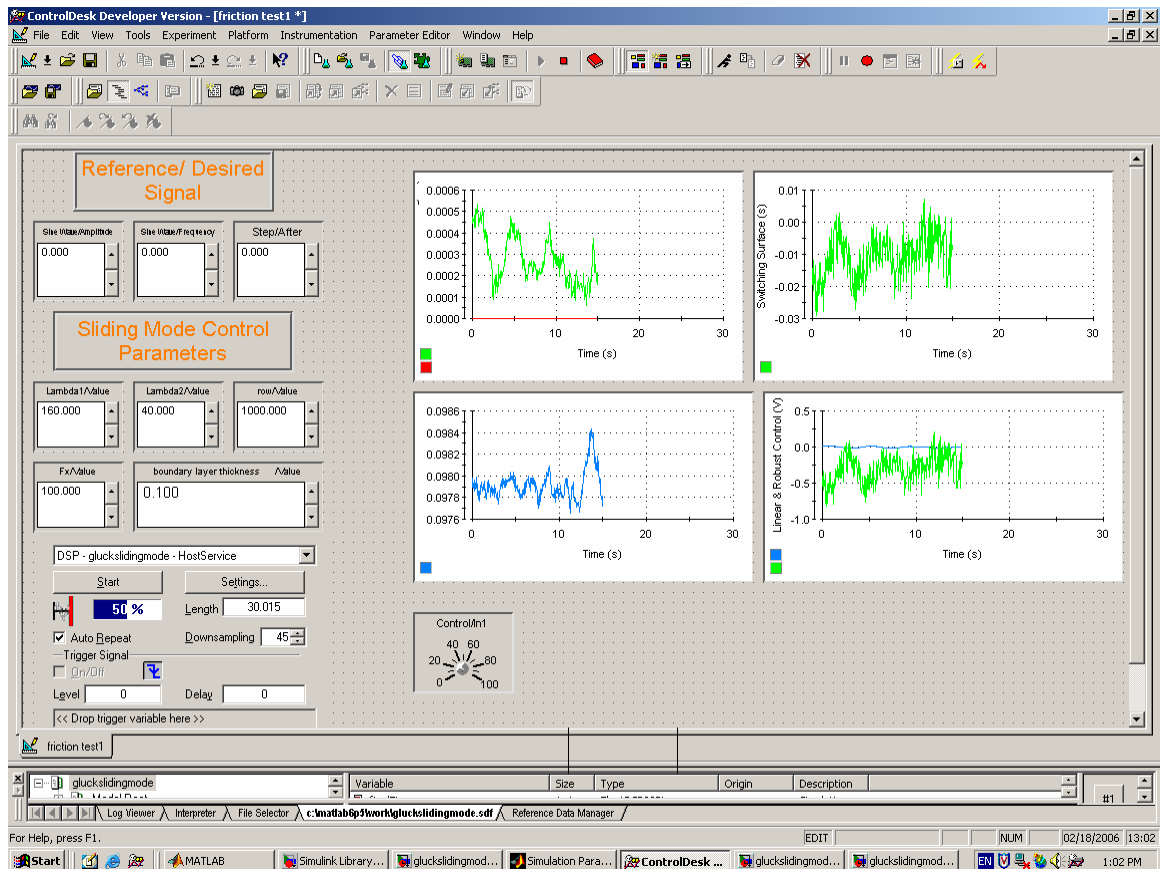 ControlDesk Developer Version - [friction test1 *]
File Edit View Tools Experiment Platform Instrumentation Parameter Editor Window Help
Reference/ Desired
Signal
Sine Wave/Amplitude
Sine Wave/Frequency
Step/After
0.000
0.000
0.000
Sliding Mode Control
Parameters
Lambda1/Value
Lambda2/Value
row/Value
160.000
40.000
1000.000
Fx/Value
boundary layer thickness /Value
100.000
0.100
DSP - gluckslidingmode - HostService
Start
Settings...
50 %
Length 30.015
Auto Repeat
Downsampling 45
Trigger Signal
On/Off
Level 0
Delay 0
<< Drop trigger variable here >>
0.0006
0.0005
0.0004
0.0003
0.0002
0.0001
0.0000
0 10 20 30
Time (s)
Switching Surface (s)
0.01
0.00
-0.01
-0.02
-0.03
0 10 20 30
Time (s)
0.0986
0.0984
0.0982
0.0980
0.0978
0.0976
0 10 20 30
Time (s)
Linear & Robust Control (V)
0.5
0.0
-0.5
-1.0
0 10 20 30
Time (s)
Control/In1
40 60
20 80
0 100
friction test1
gluckslidingmode
Variable Size Type Origin Description
#1
Log Viewer Interpreter File Selector c:\matlab6p5\work\gluckslidingmode.sdf Reference Data Manager
For Help, press F1.
EDIT NUM 02/18/2006 13:02
Start MATLAB Simulink Library... gluckslidingmod... Simulation Para... ControlDesk ... gluckslidingmod... gluckslidingmod... EN 1:02 PM